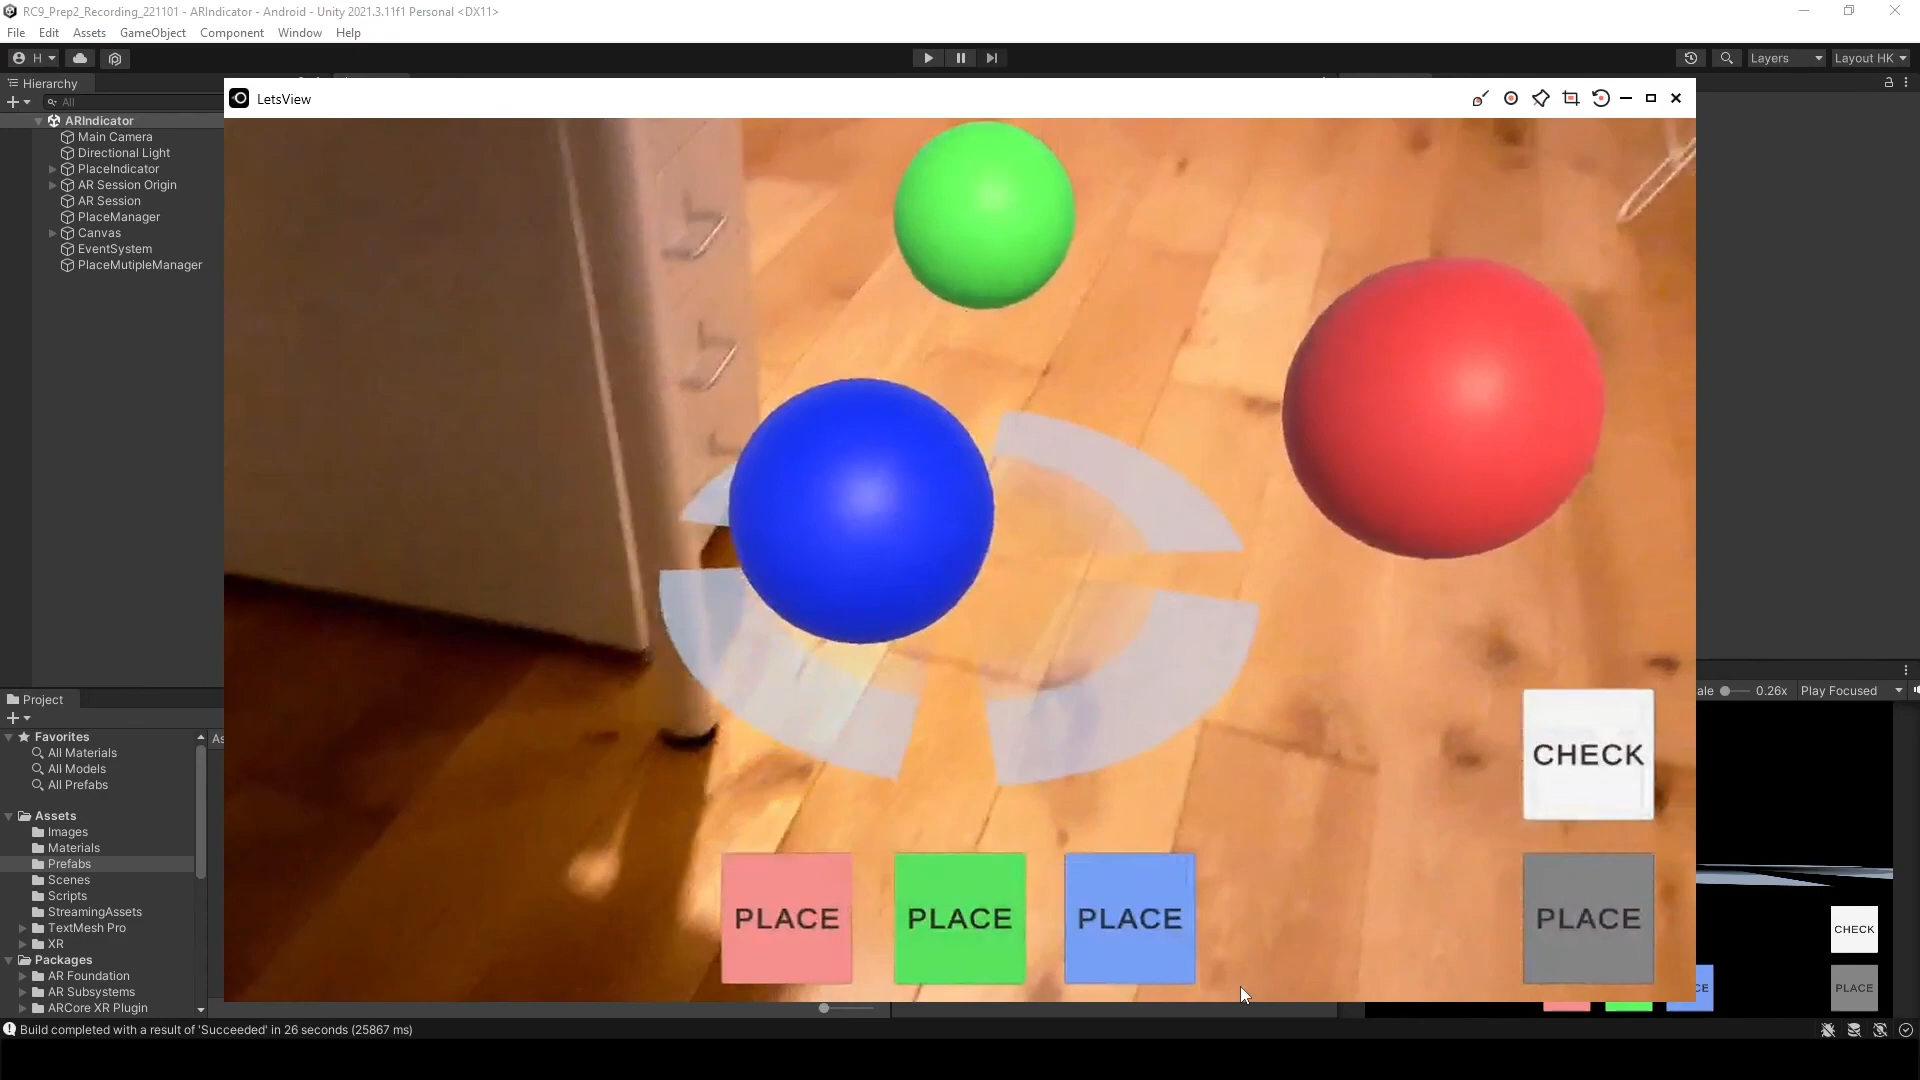 RC9_Prep2_Recording_221101 - ARIndicator - Android - Unity 2021.3.11f1 Personal <DX11>
File Edit Assets GameObject Component Window Help
H
Layers
Layout HK
Hierarchy
All
LetsView
ARIndicator
Main Camera
Directional Light
PlaceIndicator
AR Session Origin
AR Session
PlaceManager
Canvas
EventSystem
PlaceMutipleManager
Project
ale 0.26x Play Focused
Favorites
As
All Materials
All Models
All Prefabs
Assets
Images
Materials
Prefabs
Scenes
Scripts
StreamingAssets
TextMesh Pro
XR
Packages
AR Foundation
AR Subsystems
ARCore XR Plugin
CHECK
PLACE PLACE PLACE PLACE
CHECK
CE PLACE
Build completed with a result of 'Succeeded' in 26 seconds (25867 ms)